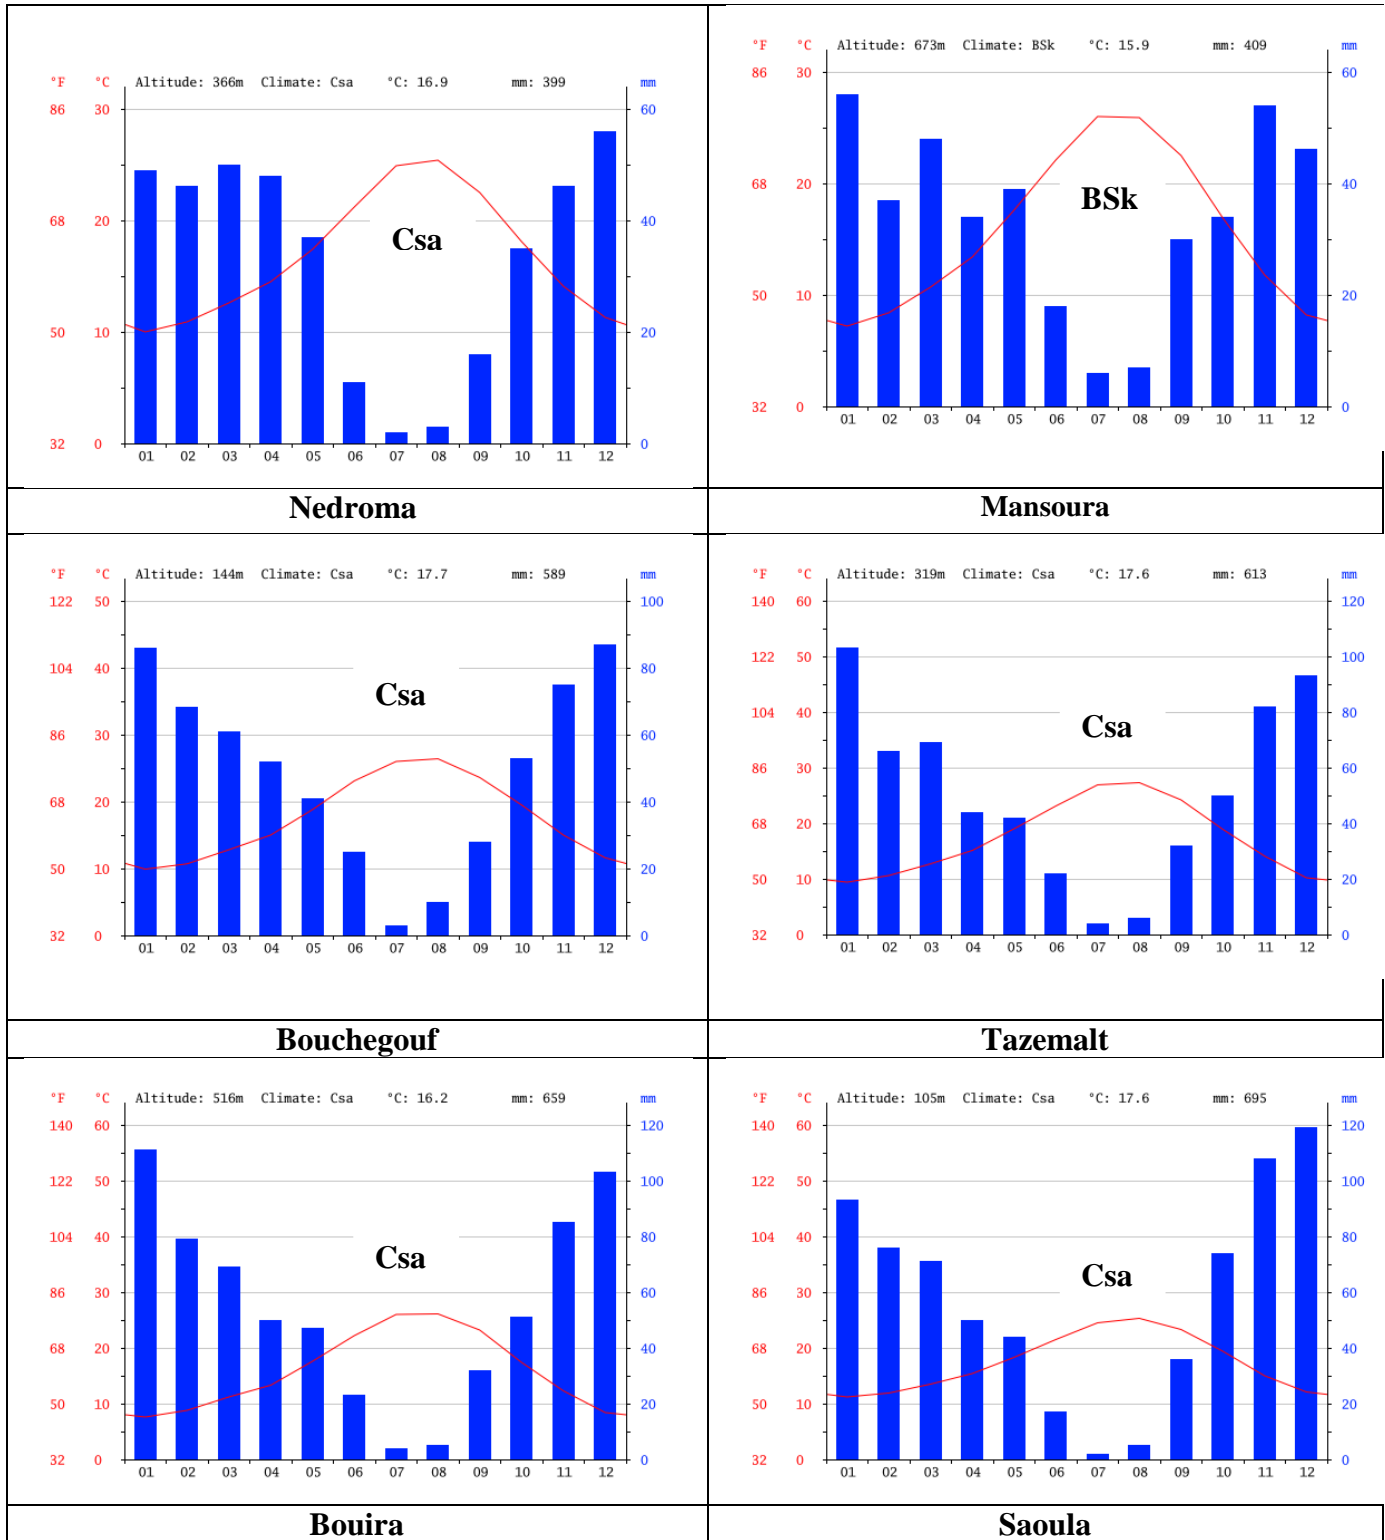 °F °C Altitude: 366m Climate: Csa °C: 16.9 mm: 399 mm
86 30 60
68 20 40
Csa
50 10 20
32 0 0
01 02 03 04 05 06 07 08 09 10 11 12
Nedroma
°F °C Altitude: 673m Climate: BSk °C: 15.9 mm: 409 mm
86 30 60
68 20 40
BSk
50 10 20
32 0 0
01 02 03 04 05 06 07 08 09 10 11 12
Mansoura
°F °C Altitude: 144m Climate: Csa °C: 17.7 mm: 589 mm
122 50 100
104 40 80
Csa
86 30 60
68 20 40
50 10 20
32 0 0
01 02 03 04 05 06 07 08 09 10 11 12
Bouchegouf
°F °C Altitude: 319m Climate: Csa °C: 17.6 mm: 613 mm
140 60 120
122 50 100
104 40 80
Csa
86 30 60
68 20 40
50 10 20
32 0 0
01 02 03 04 05 06 07 08 09 10 11 12
Tazemalt
°F °C Altitude: 516m Climate: Csa °C: 16.2 mm: 659 mm
140 60 120
122 50 100
104 40 80
Csa
86 30 60
68 20 40
50 10 20
32 0 0
01 02 03 04 05 06 07 08 09 10 11 12
Bouira
°F °C Altitude: 105m Climate: Csa °C: 17.6 mm: 695 mm
140 60 120
122 50 100
104 40 80
Csa
86 30 60
68 20 40
50 10 20
32 0 0
01 02 03 04 05 06 07 08 09 10 11 12
Saoula